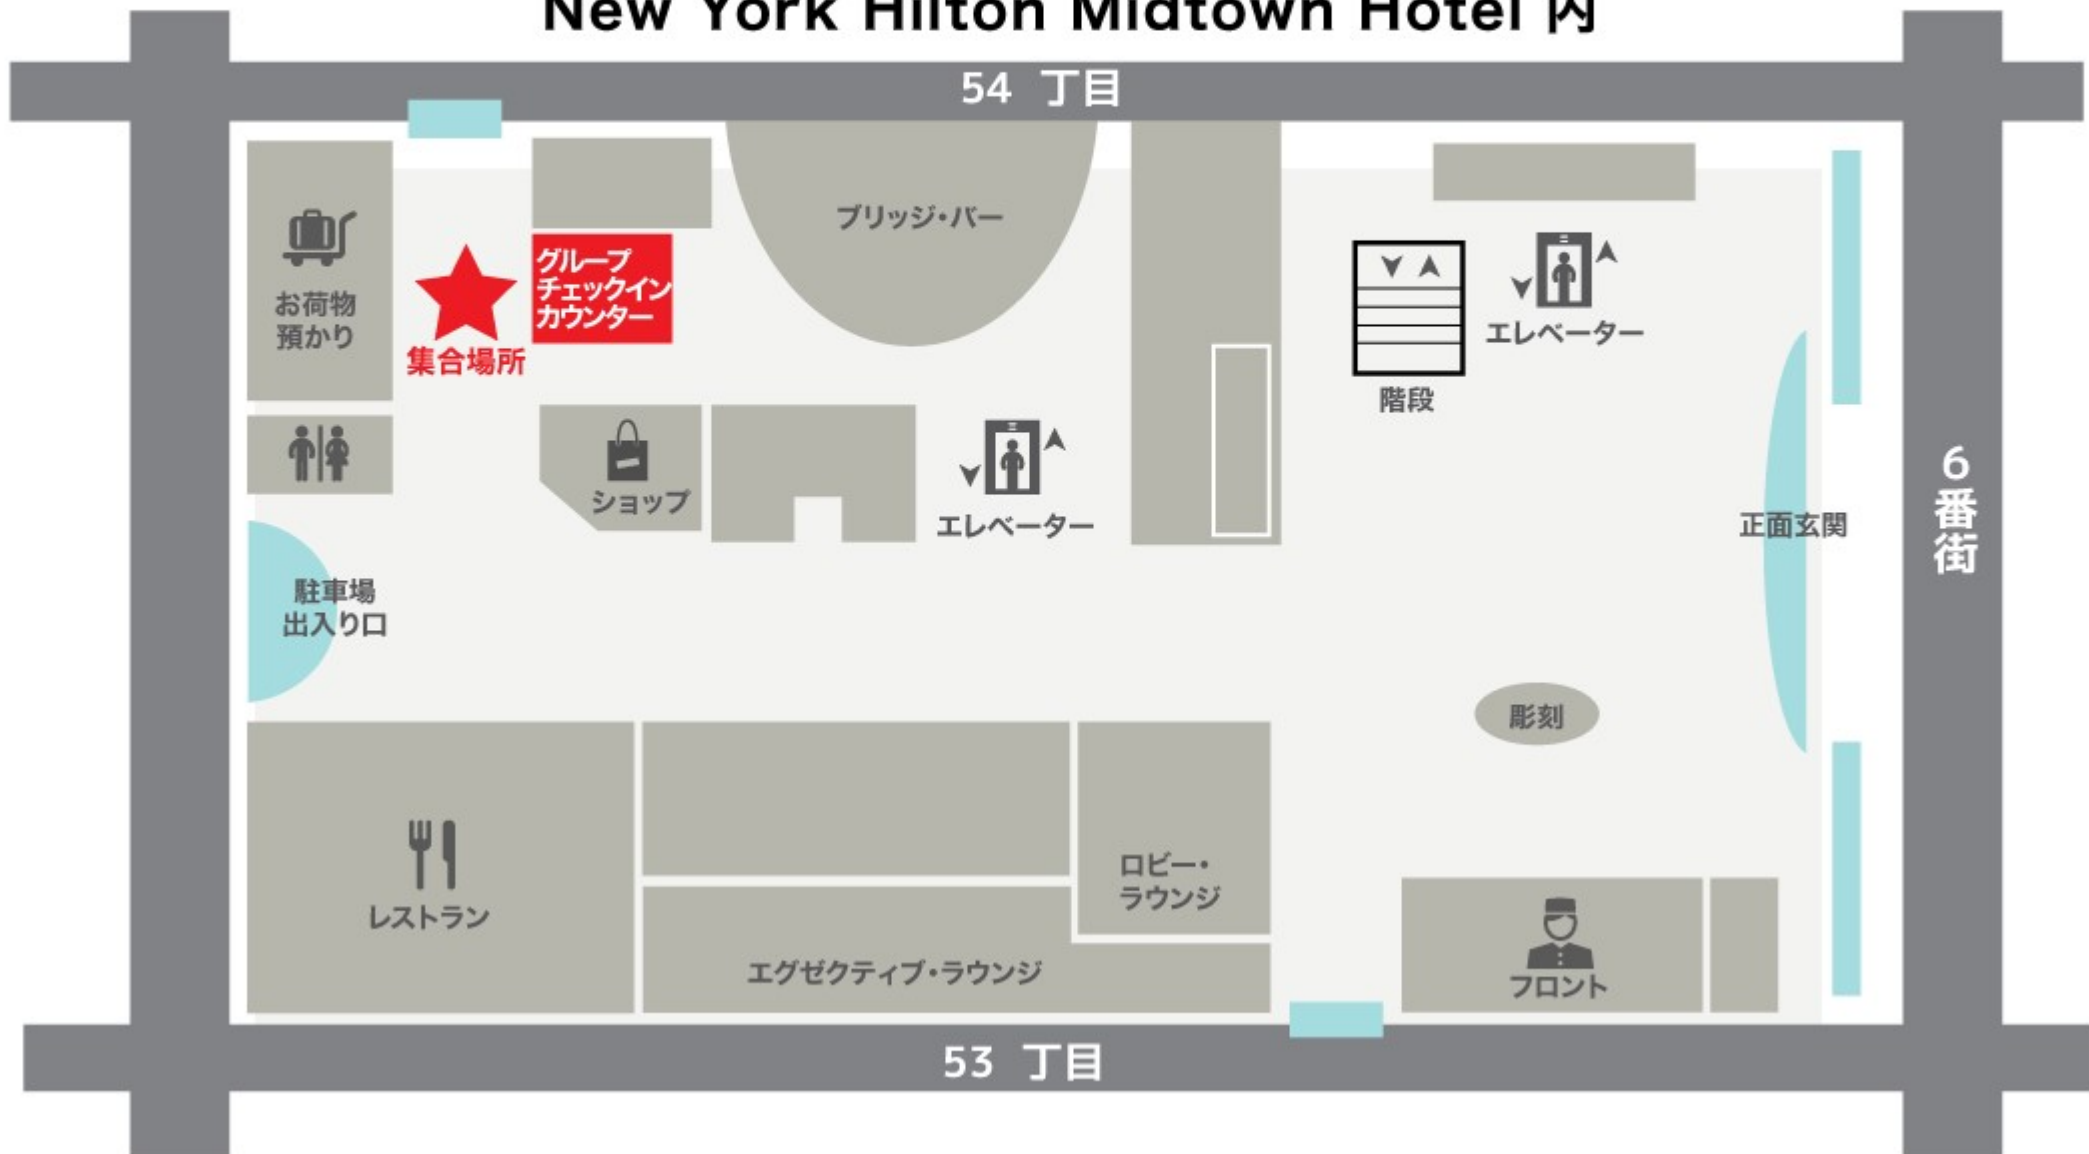 New York Hilton Midtown Hotel 内
54 丁目
ブリッジ・バー
お荷物
預かり
集合場所
グループ
チェックイン
カウンター
エレベーター
階段
ショップ
エレベーター
正面玄関
6番街
駐車場
出入り口
彫刻
レストラン
ロビー・
ラウンジ
エグゼクティブ・ラウンジ
フロント
53 丁目